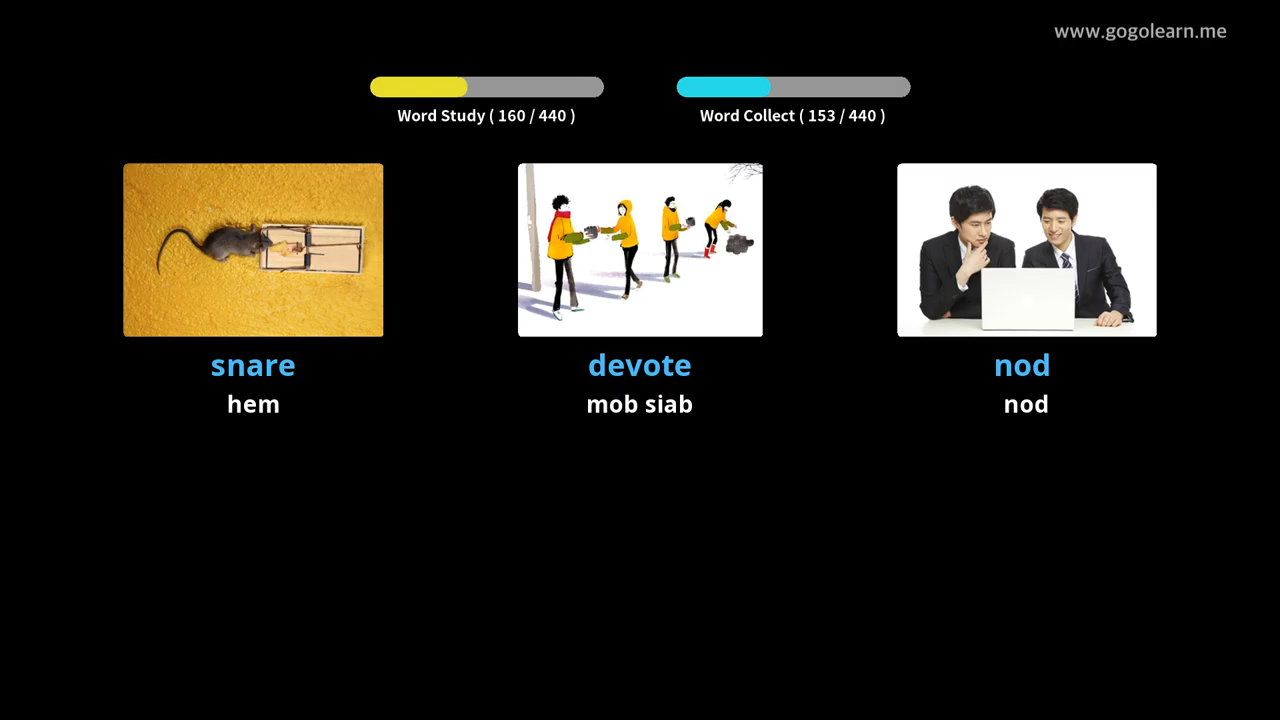 www.gogolearn.me
Word Study ( 160 / 440 )
Word Collect ( 153 / 440 )
snare
devote
nod
hem
mob siab
nod